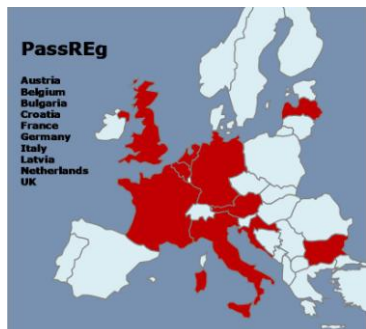 PassREg
Austria
Belgium
Bulgaria
Croatia
France
Germany
Italy
Latvia
Netherlands
UK